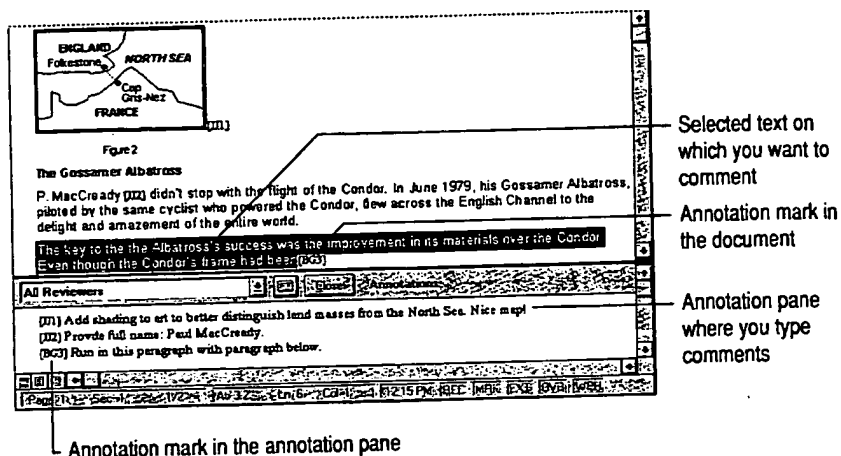 ENGLAND
Folkestone
NORTH SEA
Cap
Gris-Nez
FRANCE
Figure 2
The Gossamer Albatross
P. MacCready didn't stop with the flight of the Condor. In June 1979, his Gossamer Albatross,
piloted by the same cyclist who powered the Condor, flew across the English Channel to the
delight and amazement of the entire world.
The key to the the Albatross's success was the improvement in its materials over the Condor
Even though the Condor's frame had been [BG3]
Selected text on
which you want to
comment
Annotation mark in
the document
All Reviewers
Close
Annotations
Add shading to art to better distinguish land masses from the North Sea. Nice map!
Provide full name: Paul MacCready.
[BG3] Run in this paragraph with paragraph below.
Annotation pane
where you type
comments
12:15 PM
Annotation mark in the annotation pane